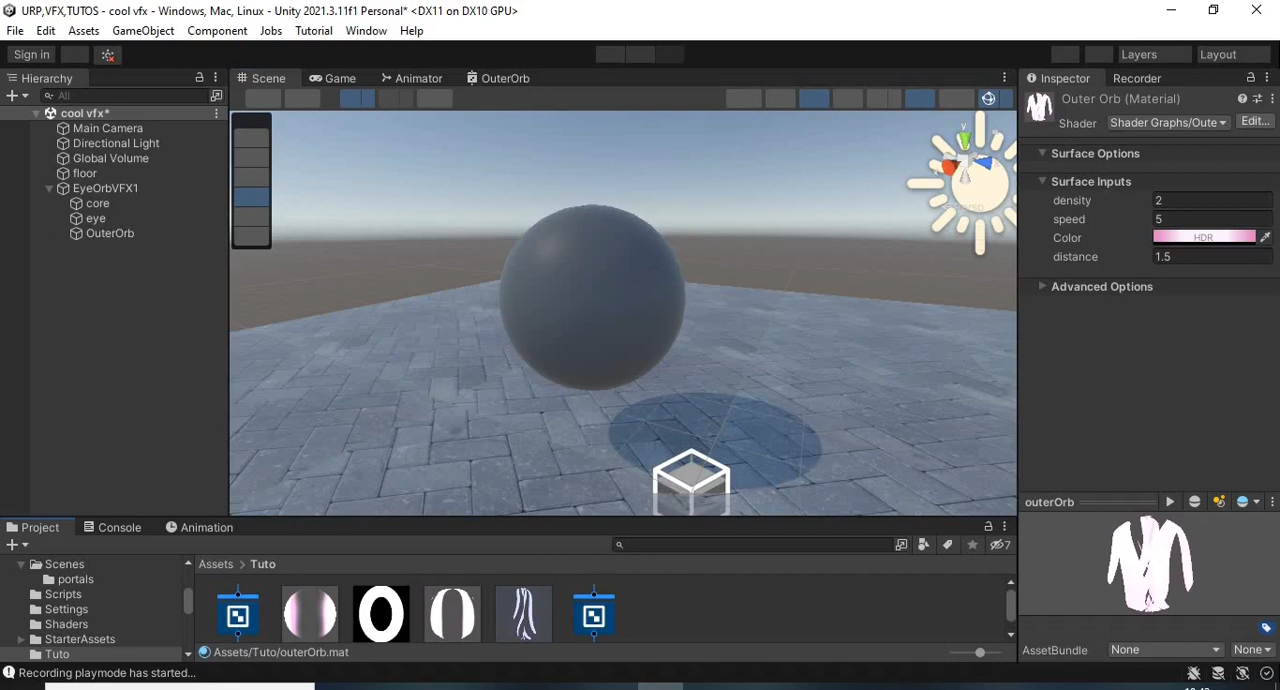 URP,VFX,TUTOS - cool vfx - Windows, Mac, Linux - Unity 2021.3.11f1 Personal* <DX11 on DX10 GPU>
File Edit Assets GameObject Component Jobs Tutorial Window Help
Sign in Layers Layout
Hierarchy Scene Game Animator OuterOrb Inspector Recorder
All
cool vfx*
Main Camera
Directional Light
Global Volume
floor
EyeOrbVFX1
core
eye
OuterOrb
y
Outer Orb (Material)
Shader Shader Graphs/Oute Edit...
Surface Options
Surface Inputs
density 2
speed 5
Color HDR
distance 1.5
Advanced Options
outerOrb
Project Console Animation
7
Scenes
portals
Scripts
Settings
Shaders
StarterAssets
Tuto
Assets > Tuto
Assets/Tuto/outerOrb.mat
AssetBundle None None
Recording playmode has started...